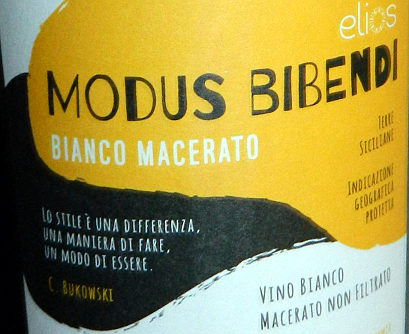 elios
MODUS BIBENDI
BIANCO MACERATO
TERRE
SICILIANE
INDICAZIONE
GEOGRAFICA
PROTETTA
LO STILE È UNA DIFFERENZA,
UNA MANIERA DI FARE,
UN MODO DI ESSERE.
C. BUKOWSKI
VINO BIANCO
MACERATO NON FILTRATO